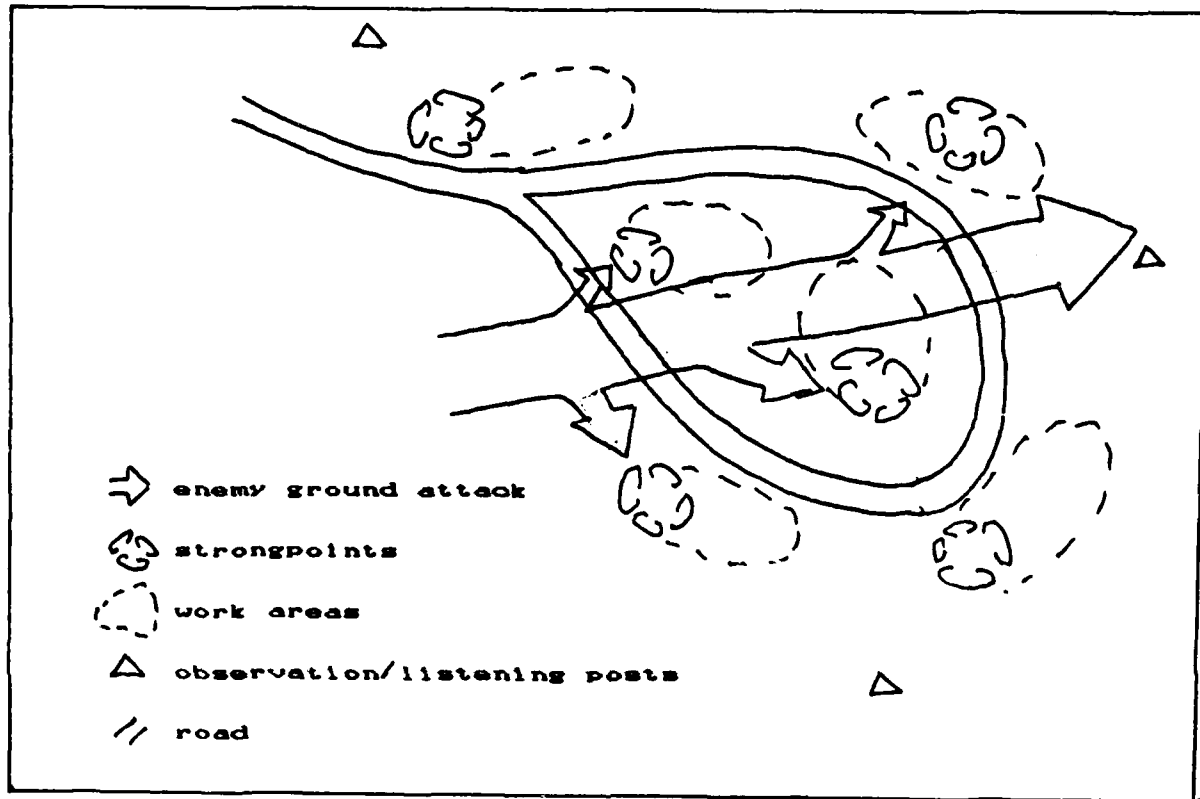 enemy ground attack
strongpoints
work areas
observation/listening posts
road